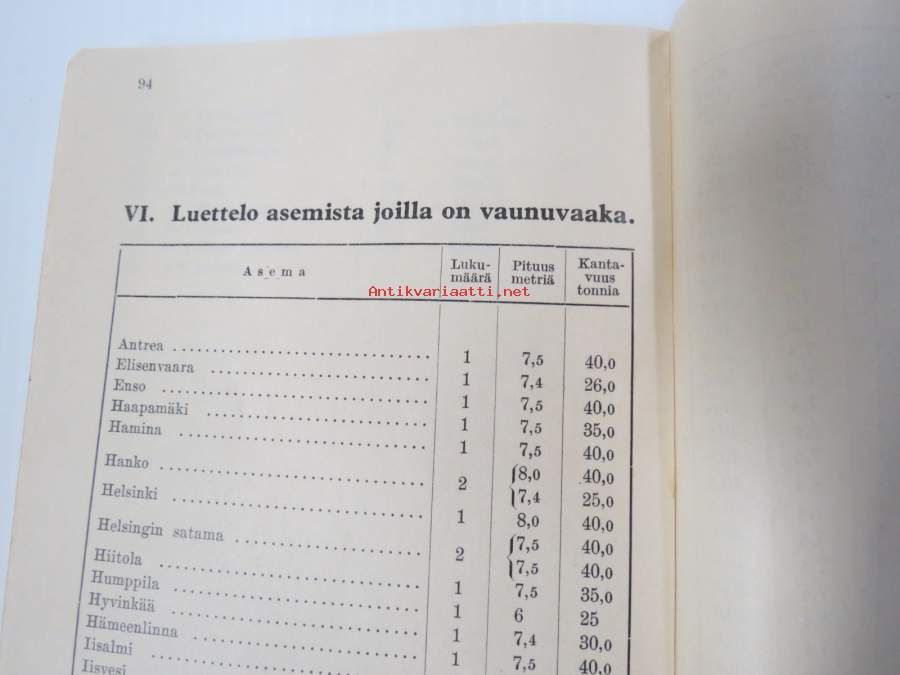 94
VI. Luettelo asemista joilla on vaunuvaaka.
Asema Luku-määrä Pituus metriä Kanta-vuus tonnia
Antikvariaatti.net
Antrea 1 7,5 40,0
Elisenvaara 1 7,4 26,0
Enso 1 7,5 40,0
Haapamäki 1 7,5 35,0
Hamina 1 7,5 40,0
Hanko 2 8,0 40,0
7,4 25,0
Helsinki 1 8,0 40,0
Helsingin satama 2 7,5 40,0
7,5 40,0
Hiitola 1 7,5 35,0
Humppila 1 6 25
Hyvinkää 1 7,4 30,0
Hämeenlinna 1 7,5 40,0
Iisalmi
Iisvesi